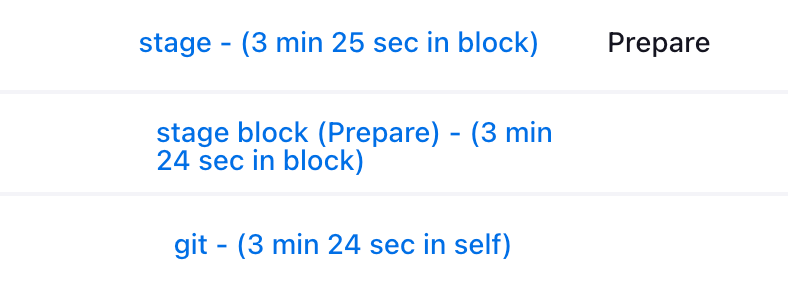 stage - (3 min 25 sec in block) Prepare
stage block (Prepare) - (3 min
24 sec in block)
git - (3 min 24 sec in self)